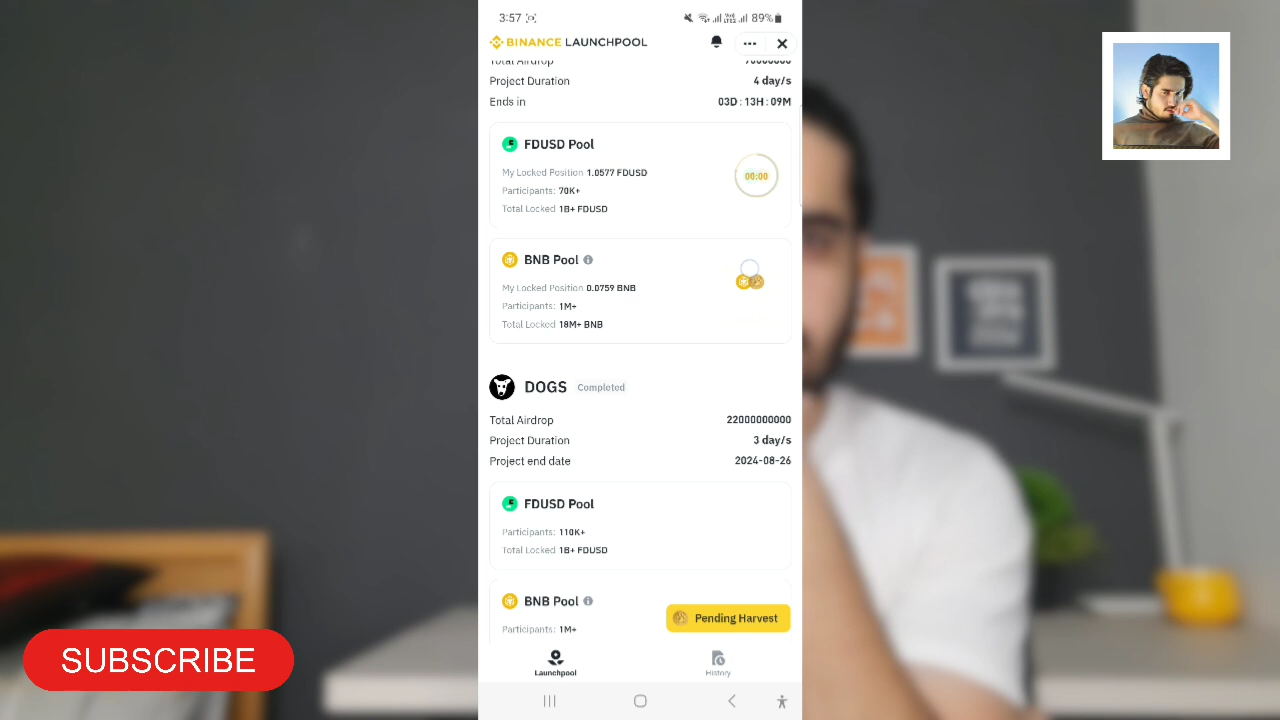 3:57
89%
BINANCE LAUNCHPOOL
Total Airdrop 70000000
Project Duration 4 day/s
Ends in 03D : 13H : 09M
FDUSD Pool
My Locked Position 1.0577 FDUSD
00:00
Participants: 70K+
Total Locked 1B+ FDUSD
BNB Pool
My Locked Position 0.0759 BNB
Participants: 1M+
Total Locked 18M+ BNB
DOGS Completed
Total Airdrop 22000000000
Project Duration 3 day/s
Project end date 2024-08-26
FDUSD Pool
Participants: 110K+
Total Locked 1B+ FDUSD
BNB Pool
Participants: 1M+
Pending Harvest
Launchpool
History
SUBSCRIBE